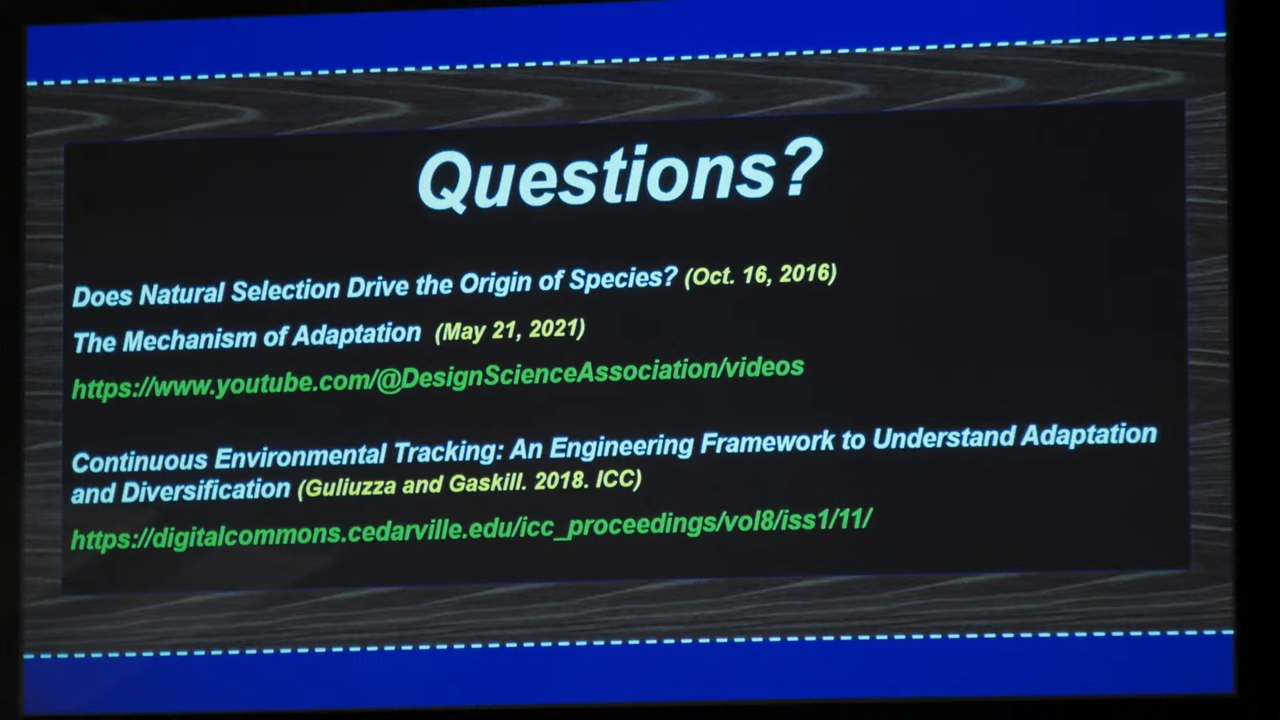 Questions?
Does Natural Selection Drive the Origin of Species? (Oct. 16, 2016)
The Mechanism of Adaptation (May 21, 2021)
https://www.youtube.com/@DesignScienceAssociation/videos
Continuous Environmental Tracking: An Engineering Framework to Understand Adaptation
and Diversification (Guliuzza and Gaskill. 2018. ICC)
https://digitalcommons.cedarville.edu/icc_proceedings/vol8/iss1/11/